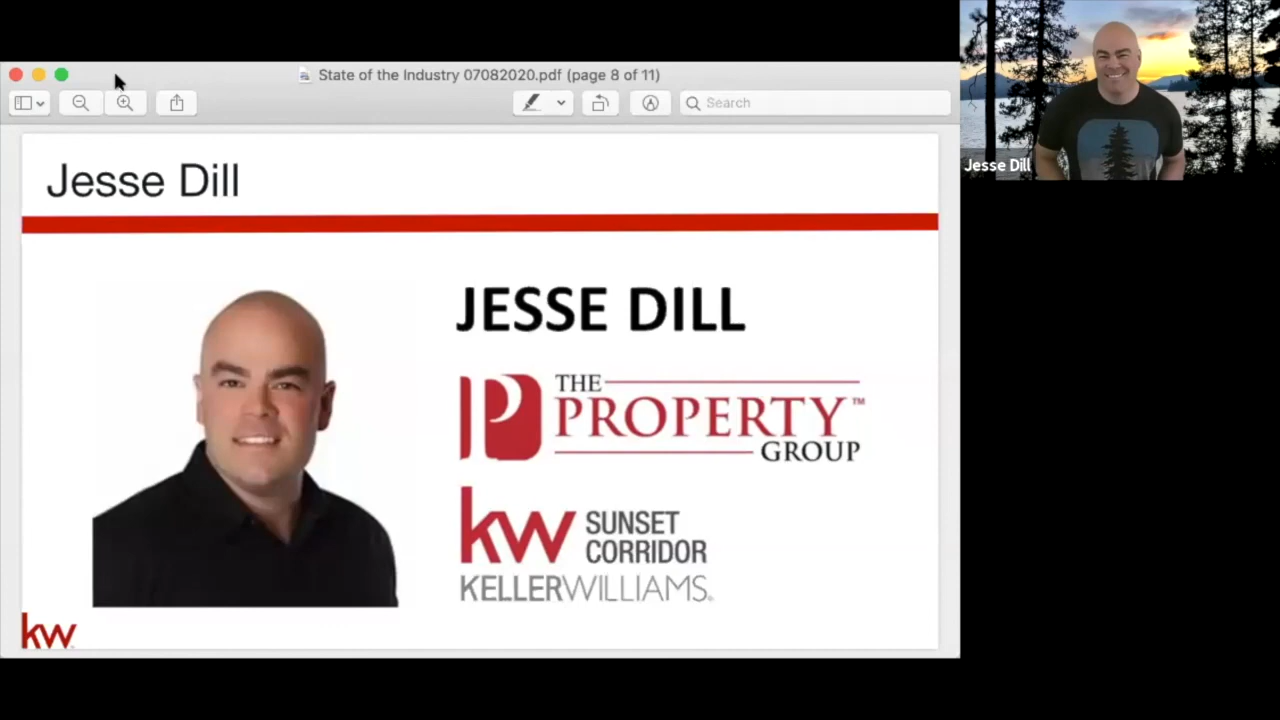 State of the Industry 07082020.pdf (page 8 of 11)
Search
Jesse Dill
Jesse Dill
JESSE DILL
THE
PROPERTY™
GROUP
kw SUNSET
CORRIDOR
KELLERWILLIAMS.
kw